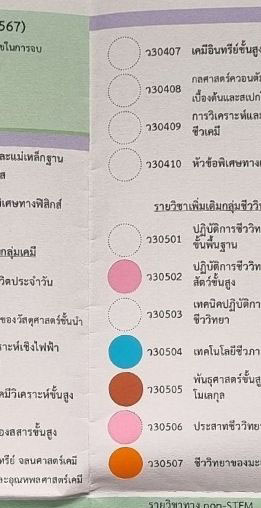 567)
ว30407 เคมีอินทรีย์ขั้นสูง
ว30408 กลศาสตร์ควอนตัม
เบื้องต้นและสเปก
ว30409 การวิเคราะห์และ
ชีวเคมี
ว30410 หัวข้อพิเศษทาง
รายวิชาเพิ่มเติมกลุ่มชีววิ
ว30501 ปฏิบัติการชีววิท
ขั้นพื้นฐาน
ว30502 ปฏิบัติการชีววิท
สัตว์ขั้นสูง
ว30503 เทคนิคปฏิบัติกา
ชีววิทยา
ว30504 เทคโนโลยีชีวภา
ว30505 พันธุศาสตร์ขั้นสู
โมเลกุล
ว30506 ประสาทชีววิทย
ว30507 ชีววิทยาของมะ
รายวิชาทาง non-STEM
ะแม่เหล็กฐาน
ส
พิเศษทางฟิสิกส์
กลุ่มเคมี
วิตประจำวัน
ของวัสดุศาสตร์ชั้นนำ
ราะห์เชิงไฟฟ้า
คมีวิเคราะห์ขั้นสูง
องสสารขั้นสูง
ทรีย์ จลนศาสตร์เคมี
ะอุณหพลศาสตร์เคมี